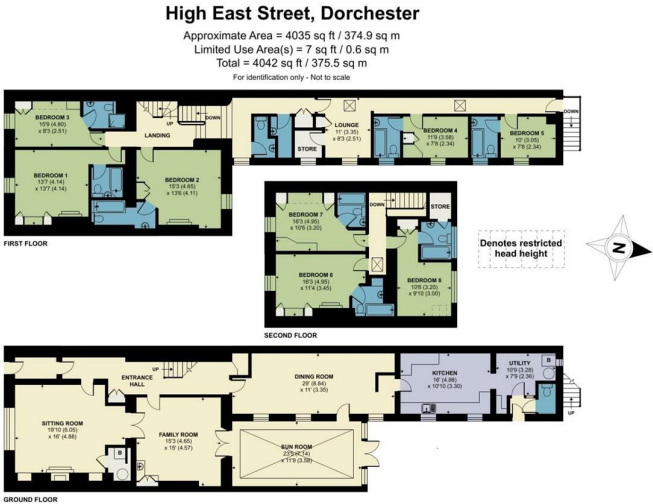 High East Street, Dorchester
Approximate Area = 4035 sq ft / 374.9 sq m
Limited Use Area(s) = 7 sq ft / 0.6 sq m
Total = 4042 sq ft / 375.5 sq m
For identification only - Not to scale
BEDROOM 3
15'9 (4.80)
x 8'3 (2.51)
UP
DOWN
LANDING
BEDROOM 1
13'7 (4.14)
x 13'7 (4.14)
BEDROOM 2
15'3 (4.65)
x 13'6 (4.11)
STORE
LOUNGE
11' (3.35)
x 8'3 (2.51)
BEDROOM 4
11'9 (3.58)
x 7'8 (2.34)
BEDROOM 5
10' (3.05)
x 7'8 (2.34)
DOWN
FIRST FLOOR
BEDROOM 7
16'3 (4.95)
x 10'6 (3.20)
DOWN
STORE
BEDROOM 6
16'3 (4.95)
x 11'4 (3.45)
BEDROOM 8
10'6 (3.20)
x 9'10 (3.00)
SECOND FLOOR
Denotes restricted
head height
N
ENTRANCE
HALL
UP
SITTING ROOM
19'10 (6.05)
x 16' (4.88)
B
FAMILY ROOM
15'3 (4.65)
x 15' (4.57)
DINING ROOM
29' (8.84)
x 11' (3.35)
SUN ROOM
23'5 (7.14)
x 11'9 (3.58)
KITCHEN
16' (4.88)
x 10'10 (3.30)
UTILITY
10'9 (3.28)
x 7'9 (2.36)
B
UP
GROUND FLOOR